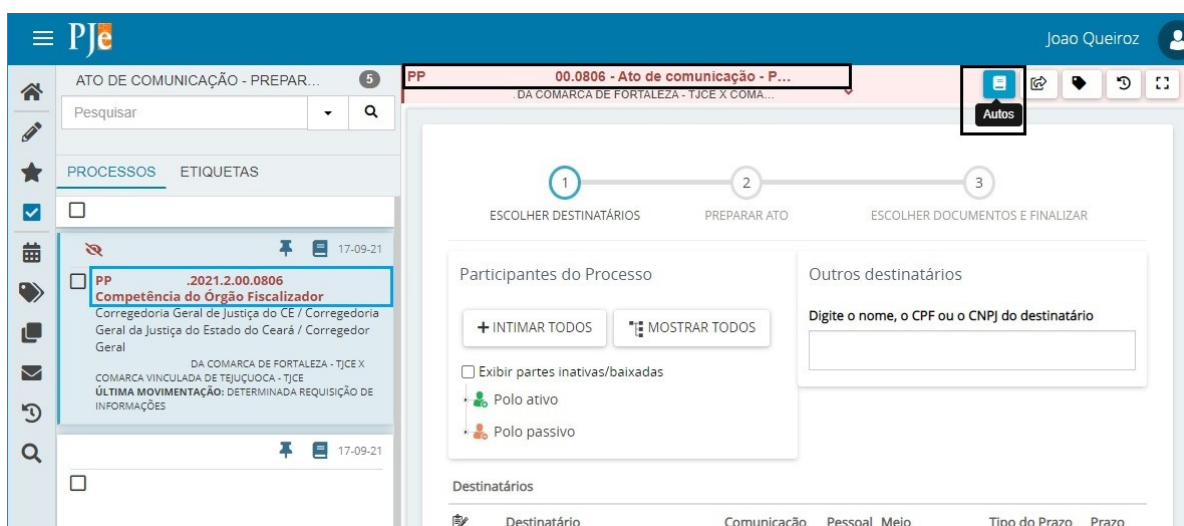 PJe
Joao Queiroz
ATO DE COMUNICAÇÃO - PREPAR... 5
Pesquisar
PROCESSOS ETIQUETAS
17-09-21
PP .2021.2.00.0806
Competência do Órgão Fiscalizador
Corregedoria Geral de Justiça do CE / Corregedoria
Geral da Justiça do Estado do Ceará / Corregedor
Geral
DA COMARCA DE FORTALEZA - TJCE X
COMARCA VINCULADA DE TEJUÇUOCA - TJCE
ÚLTIMA MOVIMENTAÇÃO: DETERMINADA REQUISIÇÃO DE
INFORMAÇÕES
17-09-21
PP 00.0806 - Ato de comunicação - P...
DA COMARCA DE FORTALEZA - TJCE X COMA...
Autos
1 2 3
ESCOLHER DESTINATÁRIOS PREPARAR ATO ESCOLHER DOCUMENTOS E FINALIZAR
Participantes do Processo
+ INTIMAR TODOS MOSTRAR TODOS
Exibir partes inativas/baixadas
Polo ativo
Polo passivo
Outros destinatários
Digite o nome, o CPF ou o CNPJ do destinatário
Destinatários
Destinatário Comunicação Pessoal Meio Tipo do Prazo Prazo